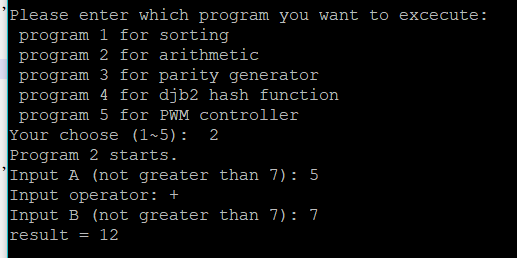 Please enter which program you want to excecute:
program 1 for sorting
program 2 for arithmetic
program 3 for parity generator
program 4 for djb2 hash function
program 5 for PWM controller
Your choose (1~5):  2
Program 2 starts.
Input A (not greater than 7): 5
Input operator: +
Input B (not greater than 7): 7
result = 12